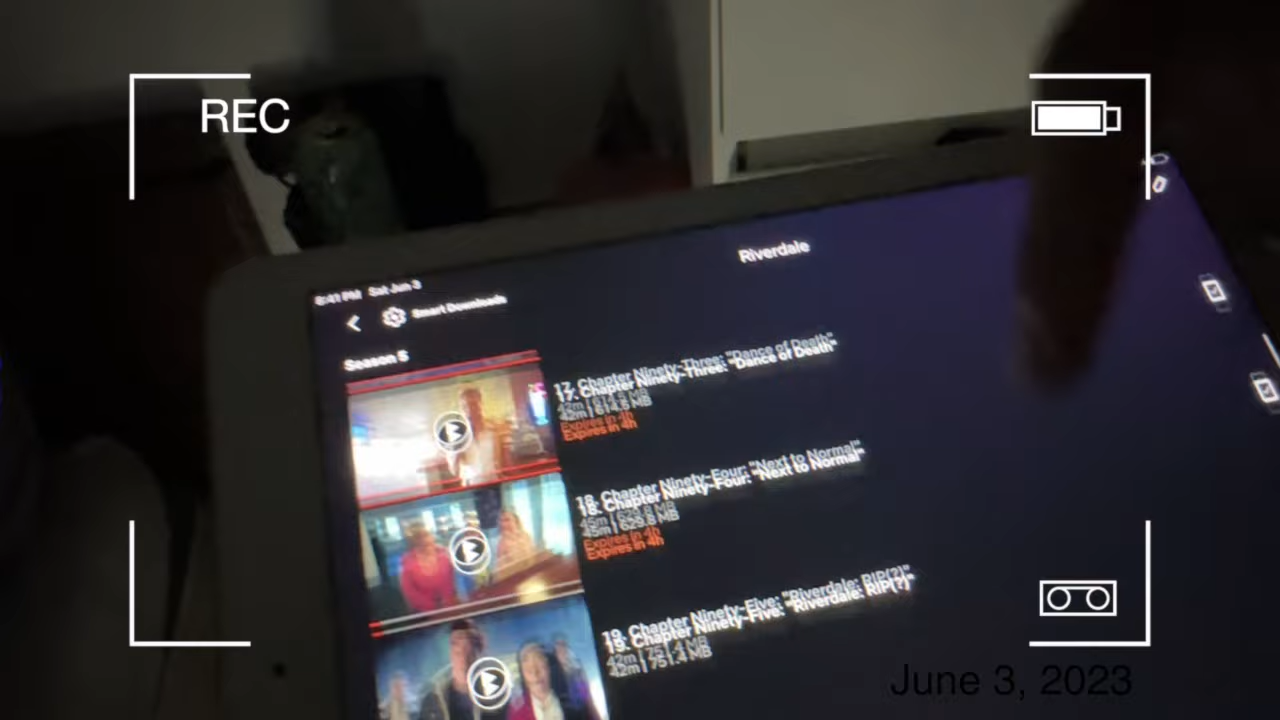 REC
Riverdale
8:41 PM Sat Jun 3
Smart Downloads
Season 5
17. Chapter Ninety-Three: "Dance of Death"
42m | 614.5 MB
Expires in 4h
18. Chapter Ninety-Four: "Next to Normal"
45m | 629.8 MB
Expires in 4h
19. Chapter Ninety-Five: "Riverdale: RIP(?)"
42m | 751.4 MB
June 3, 2023